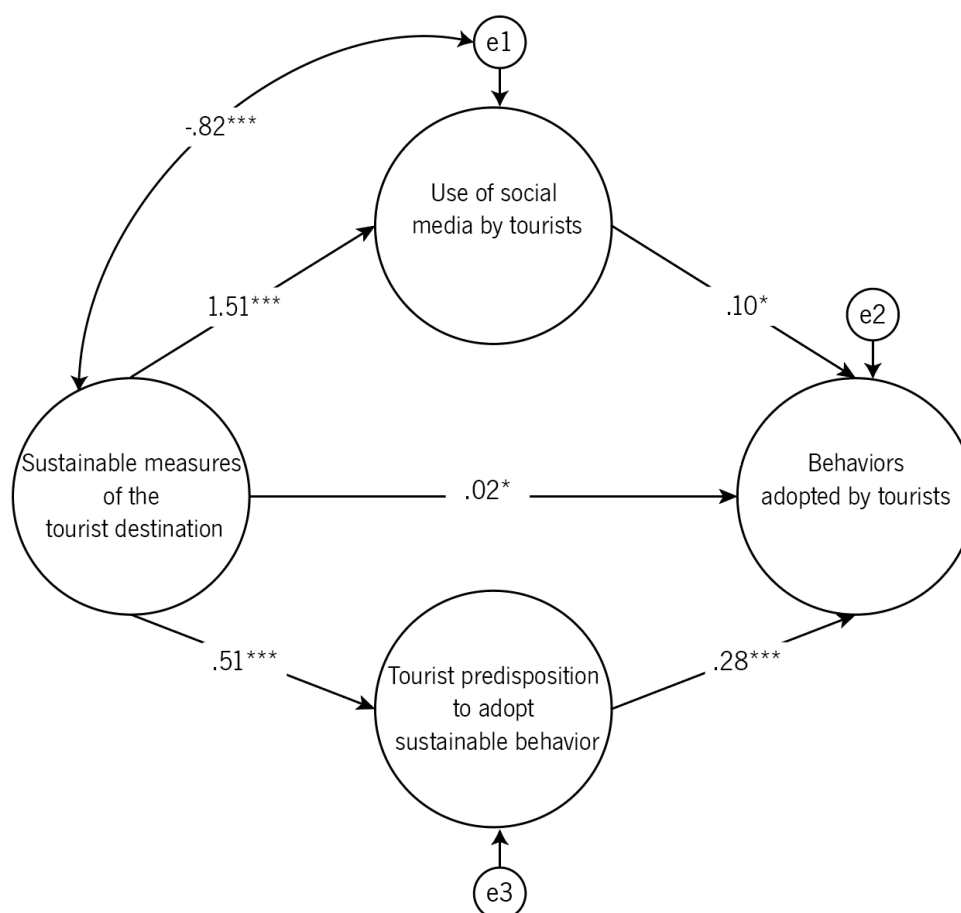 e1
-.82***
Use of social
media by tourists
1.51***
.10*
e2
Sustainable measures
of the
tourist destination
.02*
Behaviors
adopted by tourists
.51***
Tourist predisposition
to adopt
sustainable behavior
.28***
e3